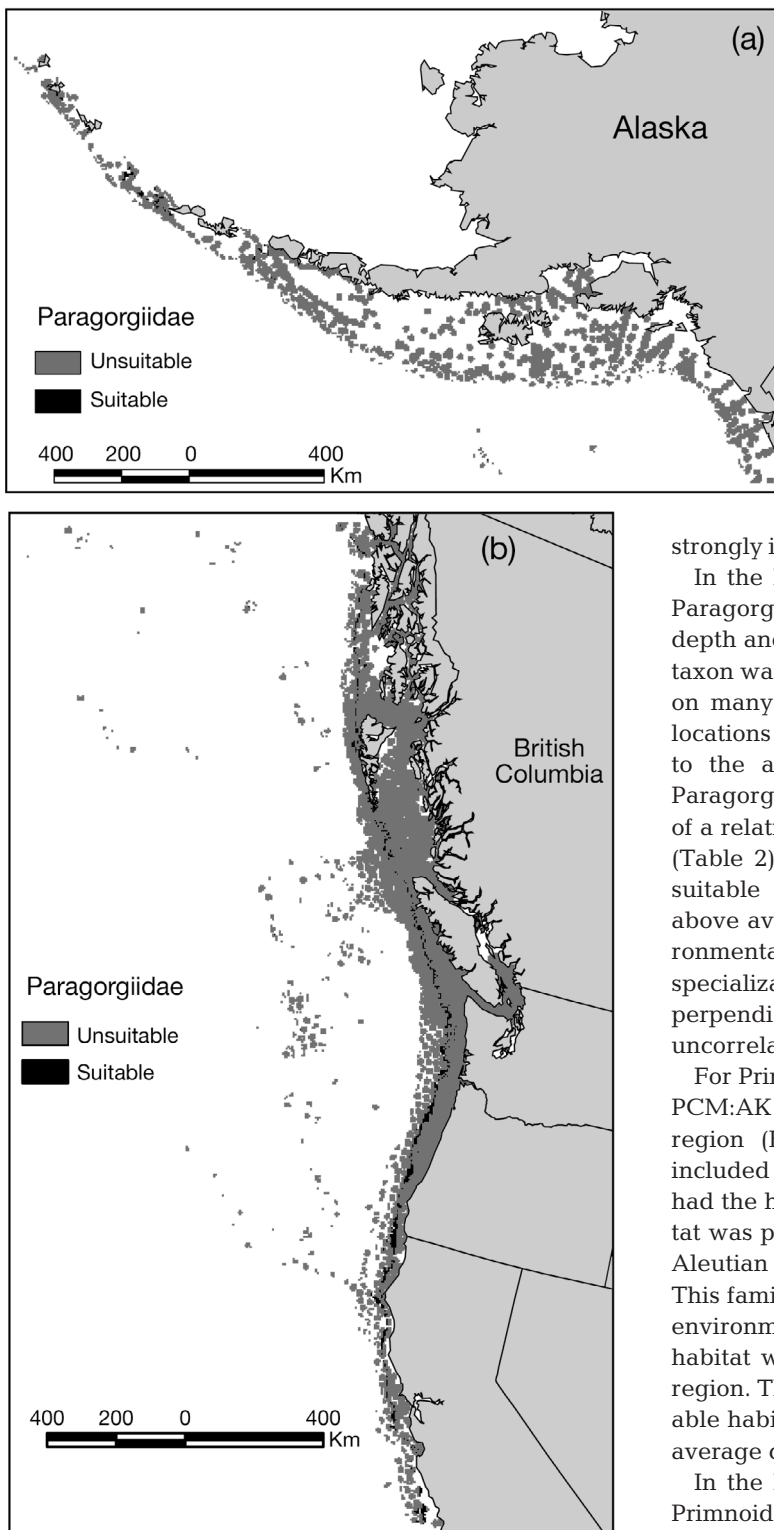 (a)
Alaska
Paragorgiidae
Unsuitable
Suitable
400 200 0 400
Km
(b)
British
Columbia
Paragorgiidae
Unsuitable
Suitable
400 200 0 400
Km
strongly i
In the
Paragorg
depth and
taxon wa
on many
locations
to the a
Paragorg
of a relati
(Table 2)
suitable
above av
ronmenta
specializa
perpendi
uncorrela
For Prin
PCM:AK
region (
included
had the h
tat was p
Aleutian
This fami
environm
habitat w
region. T
able habi
average c
In the
Primnoid